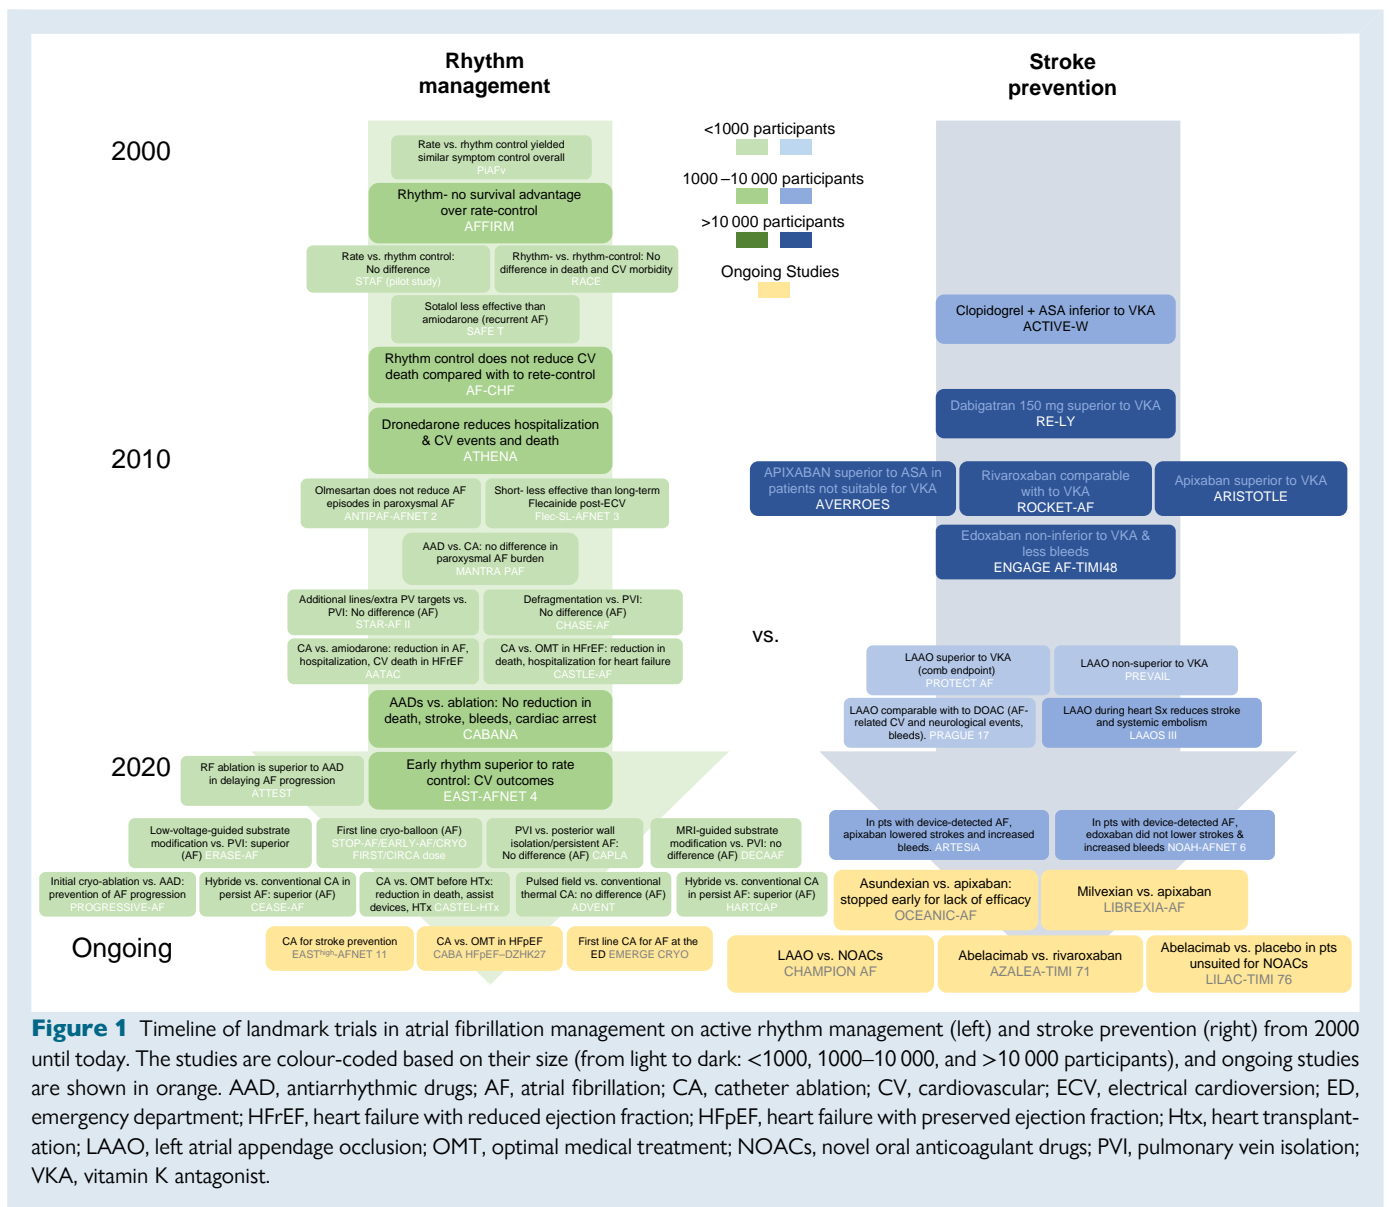 Rhythm
management
Stroke
prevention
<1000 participants
1000–10 000 participants
>10 000 participants
Ongoing Studies
2000
Rate vs. rhythm control yielded
similar symptom control overall
PIAFv
Rhythm- no survival advantage
over rate-control
AFFIRM
Rate vs. rhythm control:
No difference
STAF (pilot study)
Rhythm- vs. rhythm-control: No
difference in death and CV morbidity
RACE
Sotalol less effective than
amiodarone (recurrent AF)
SAFE T
Rhythm control does not reduce CV
death compared with to rete-control
AF-CHF
Dronedarone reduces hospitalization
& CV events and death
ATHENA
2010
Olmesartan does not reduce AF
episodes in paroxysmal AF
ANTIPAF-AFNET 2
Short- less effective than long-term
Flecainide post-ECV
Flec-SL-AFNET 3
AAD vs. CA: no difference in
paroxysmal AF burden
MANTRA PAF
Additional lines/extra PV targets vs.
PVI: No difference (AF)
STAR-AF II
Defragmentation vs. PVI:
No difference (AF)
CHASE-AF
CA vs. amiodarone: reduction in AF,
hospitalization, CV death in HFrEF
AATAC
CA vs. OMT in HFrEF: reduction in
death, hospitalization for heart failure
CASTLE-AF
AADs vs. ablation: No reduction in
death, stroke, bleeds, cardiac arrest
CABANA
2020
RF ablation is superior to AAD
in delaying AF progression
ATTEST
Early rhythm superior to rate
control: CV outcomes
EAST-AFNET 4
Low-voltage-guided substrate
modification vs. PVI: superior
(AF) ERASE-AF
First line cryo-balloon (AF)
STOP-AF/EARLY-AF/CRYO
FIRST/CIRCA dose
PVI vs. posterior wall
isolation/persistent AF:
No difference (AF) CAPLA
MRI-guided substrate
modification vs. PVI: no
difference (AF) DECAAF
Initial cryo-ablation vs. AAD:
prevention of AF progression
PROGRESSIVE-AF
Hybride vs. conventional CA in
persist AF: superior (AF)
CEASE-AF
CA vs. OMT before HTx:
reduction in death, assist
devices, HTx CASTEL-HTx
Pulsed field vs. conventional
thermal CA: no difference (AF)
ADVENT
Hybride vs. conventional CA
in persist AF: superior (AF)
HARTCAP
Ongoing
CA for stroke prevention
EASThigh-AFNET 11
CA vs. OMT in HFpEF
CABA HFpEF–DZHK27
First line CA for AF at the
ED EMERGE CRYO
vs.
Clopidogrel + ASA inferior to VKA
ACTIVE-W
Dabigatran 150 mg superior to VKA
RE-LY
APIXABAN superior to ASA in
patients not suitable for VKA
AVERROES
Rivaroxaban comparable
with to VKA
ROCKET-AF
Apixaban superior to VKA
ARISTOTLE
Edoxaban non-inferior to VKA &
less bleeds
ENGAGE AF-TIMI48
LAAO superior to VKA
(comb endpoint)
PROTECT AF
LAAO non-superior to VKA
PREVAIL
LAAO comparable with to DOAC (AF-
related CV and neurological events,
bleeds). PRAGUE 17
LAAO during heart Sx reduces stroke
and systemic embolism
LAAOS III
In pts with device-detected AF,
apixaban lowered strokes and increased
bleeds. ARTESiA
In pts with device-detected AF,
edoxaban did not lower strokes &
increased bleeds NOAH-AFNET 6
Asundexian vs. apixaban:
stopped early for lack of efficacy
OCEANIC-AF
Milvexian vs. apixaban
LIBREXIA-AF
LAAO vs. NOACs
CHAMPION AF
Abelacimab vs. rivaroxaban
AZALEA-TIMI 71
Abelacimab vs. placebo in pts
unsuited for NOACs
LILAC-TIMI 76
Figure 1 Timeline of landmark trials in atrial fibrillation management on active rhythm management (left) and stroke prevention (right) from 2000
until today. The studies are colour-coded based on their size (from light to dark: <1000, 1000–10 000, and >10 000 participants), and ongoing studies
are shown in orange. AAD, antiarrhythmic drugs; AF, atrial fibrillation; CA, catheter ablation; CV, cardiovascular; ECV, electrical cardioversion; ED,
emergency department; HFrEF, heart failure with reduced ejection fraction; HFpEF, heart failure with preserved ejection fraction; Htx, heart transplant-
ation; LAAO, left atrial appendage occlusion; OMT, optimal medical treatment; NOACs, novel oral anticoagulant drugs; PVI, pulmonary vein isolation;
VKA, vitamin K antagonist.